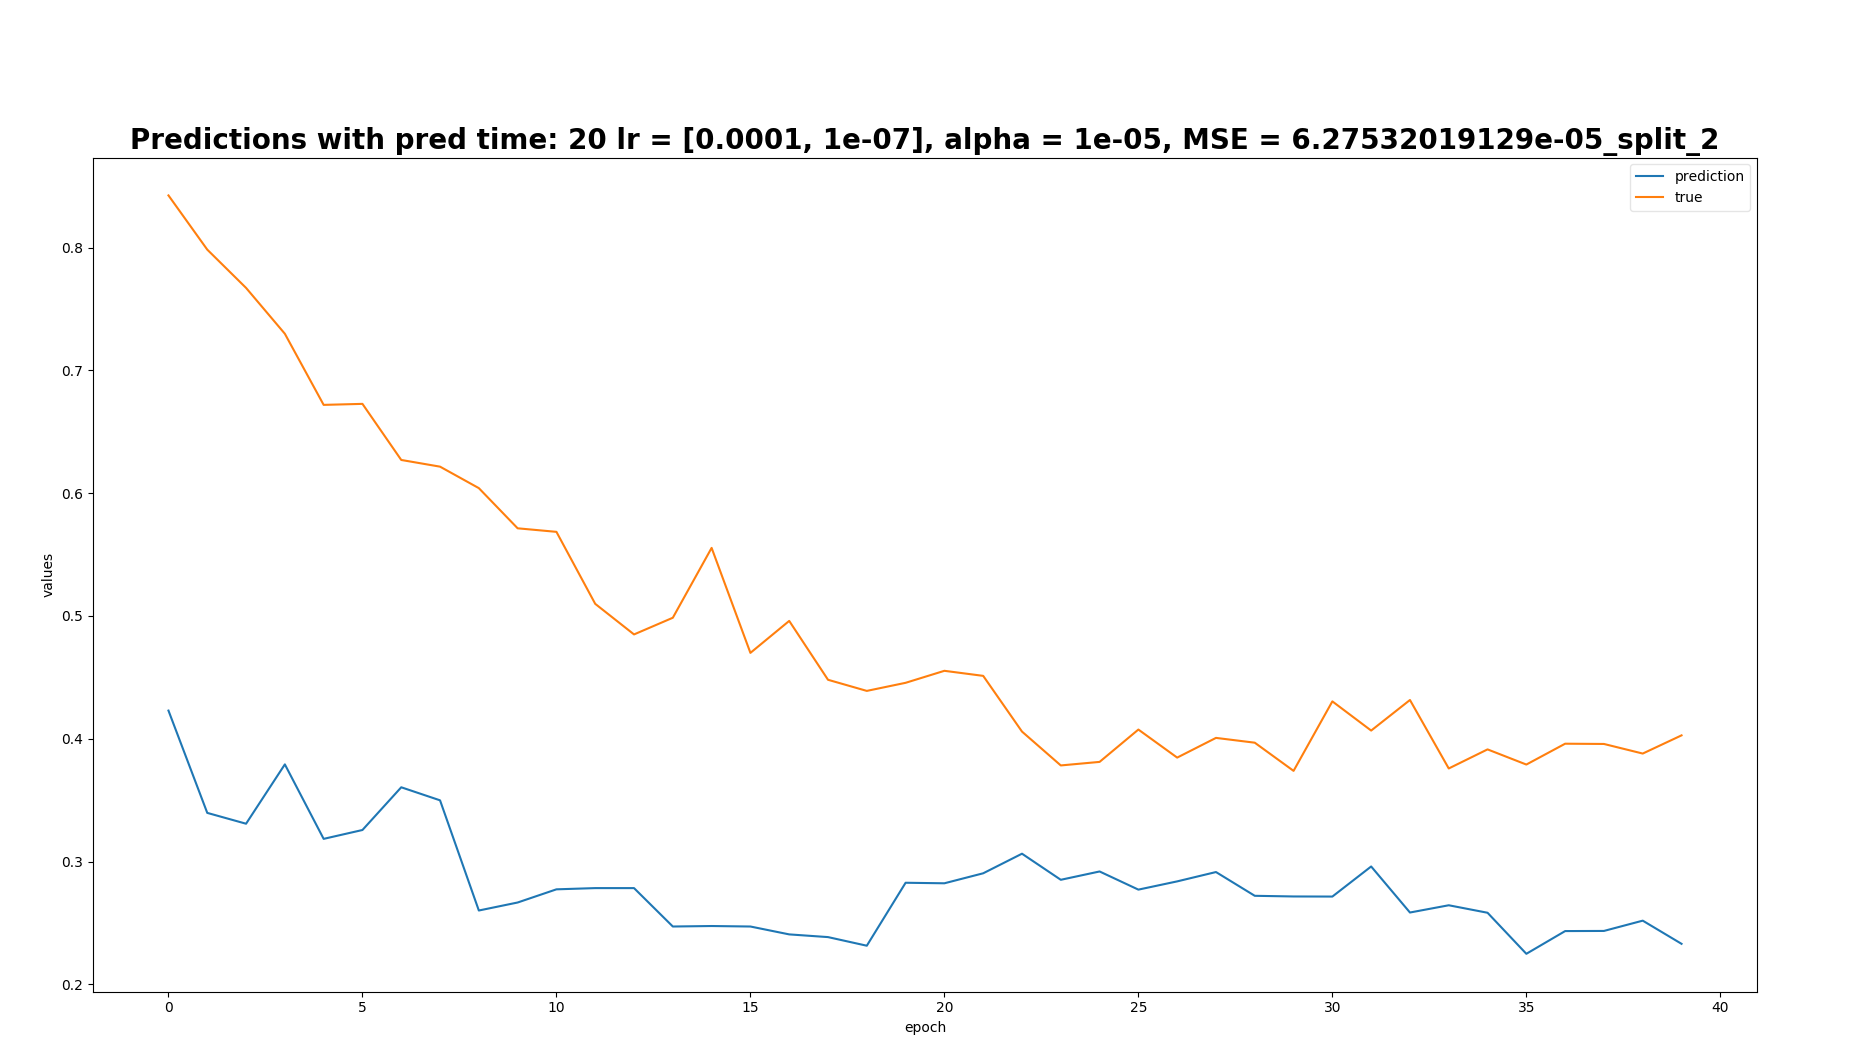 Predictions with pred time: 20 lr = [0.0001, 1e-07], alpha = 1e-05, MSE = 6.27532019129e-05_split_2
prediction
true
0.8
0.7
0.6
0.5
0.4
0.3
0.2
values
0 5 10 15 20 25 30 35 40
epoch